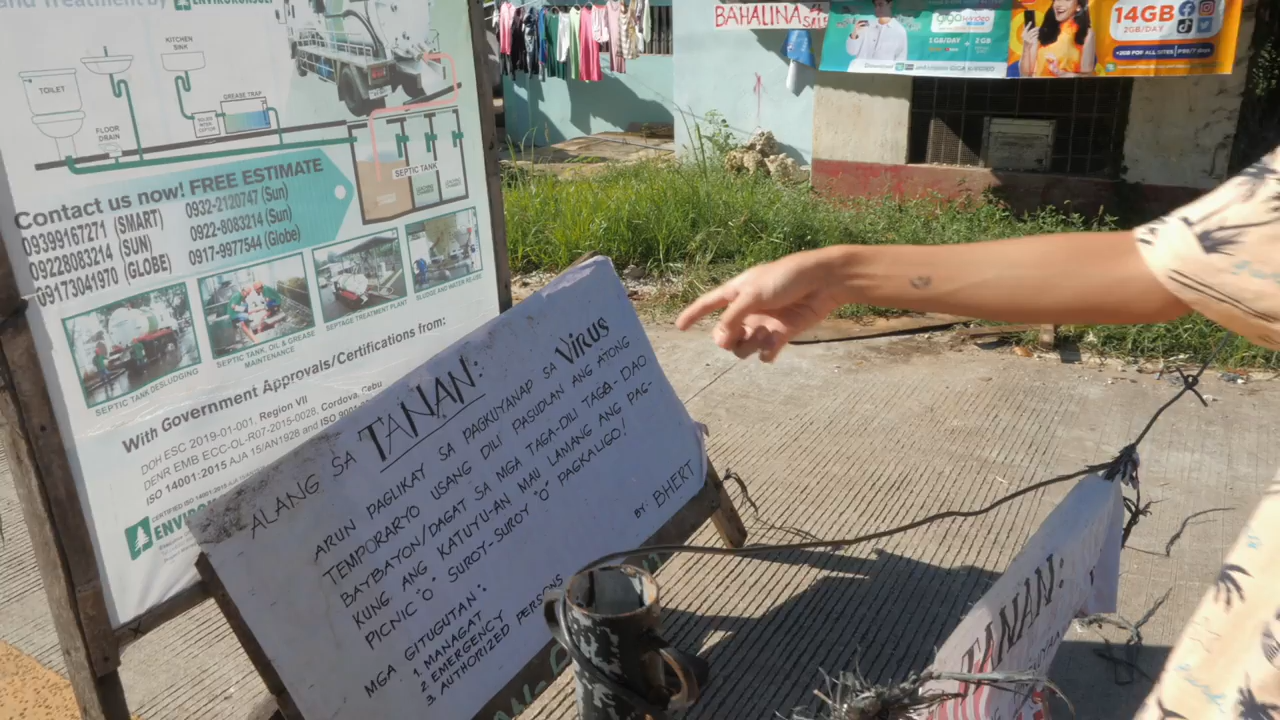 and Treatment by ENVIROKONSULT
TOILET
KITCHEN
SINK
FLOOR
DRAIN
GREASE TRAP
SEPTIC TANK
Contact us now! FREE ESTIMATE
09399167271 (SMART) 0932-2120747 (Sun)
09228083214 (SUN) 0922-8083214 (Sun)
09173041970 (GLOBE) 0917-9977544 (Globe)
SEPTIC TANK DESLUDGING
SEPTIC TANK, OIL & GREASE
MAINTENANCE
SEPTAGE TREATMENT PLANT
With Government Approvals/Certifications from:
DOH ESC 2019-01-001, Region VII
DENR EMB ECC-OL-R07-2015-0028, Cordova, Cebu
ISO 14001:2015 AJA 15/AN1928 and ISO 9001
ALANG SA TANAN:
ARUN PAGLIKAY SA PAGKUYANAP SA VIRUS
TEMPORARYO USANG DILI PASUDLAN ANG ATONG
BAYBAYON/DAGAT SA MGA TAGA-DILI TAGA-DAO
KUNG ANG KATUYU-AN MAU LAMANG ANG PAG-
PICNIC "O" SUROY-SUROY "O" PAGKALIGO!
BY: BHERT
MGA GITUGUTAN:
1. MANAGAT
2. EMERGENCY
3. AUTHORIZED PERSONS
TANAN:
BAHALINA
giga
1 GB/DAY
2 GB
14GB
2GB/DAY